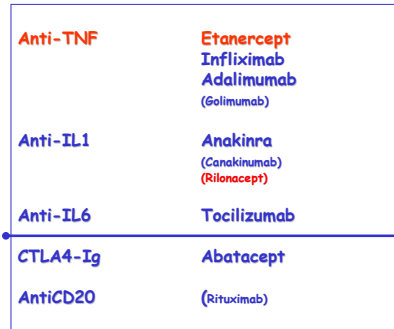 Anti-TNF Etanercept
Infliximab
Adalimumab
(Golimumab)
Anti-IL1 Anakinra
(Canakinumab)
(Rilonacept)
Anti-IL6 Tocilizumab
CTLA4-Ig Abatacept
AntiCD20 (Rituximab)